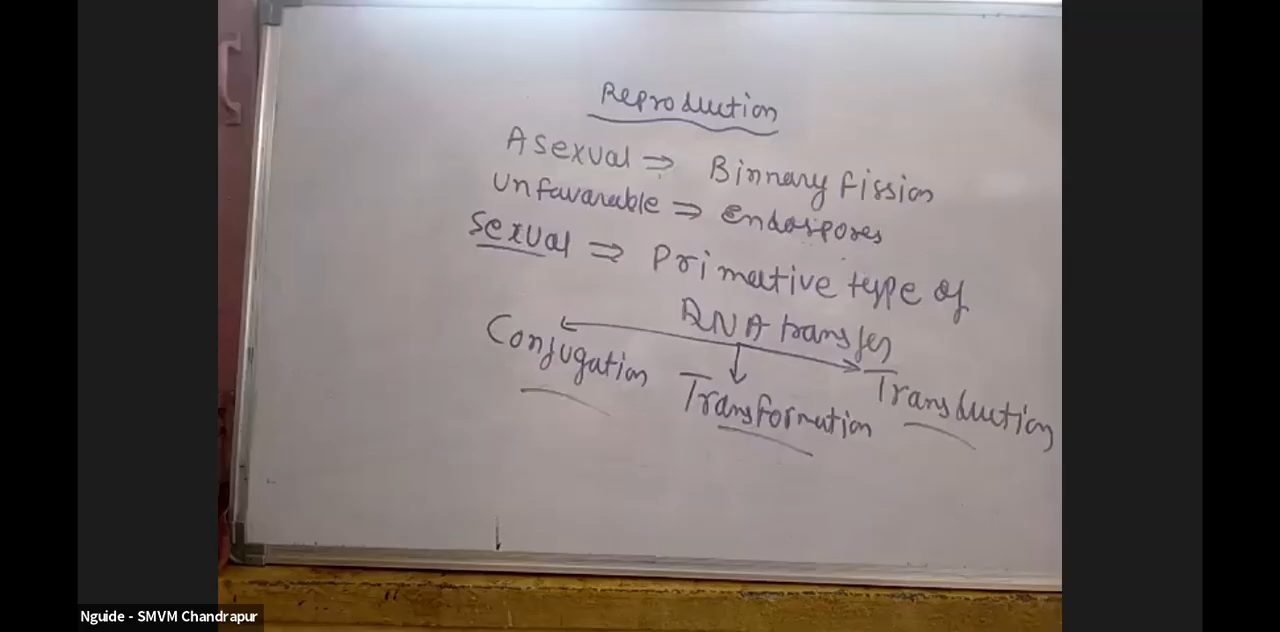 Reproduction
Asexual ⇒ Binnary fission
Unfavarable ⇒ Endospores
Sexual ⇒ Primative type of
DNA transfer
Conjugation Transformation Transduction
Nguide - SMVM Chandrapur